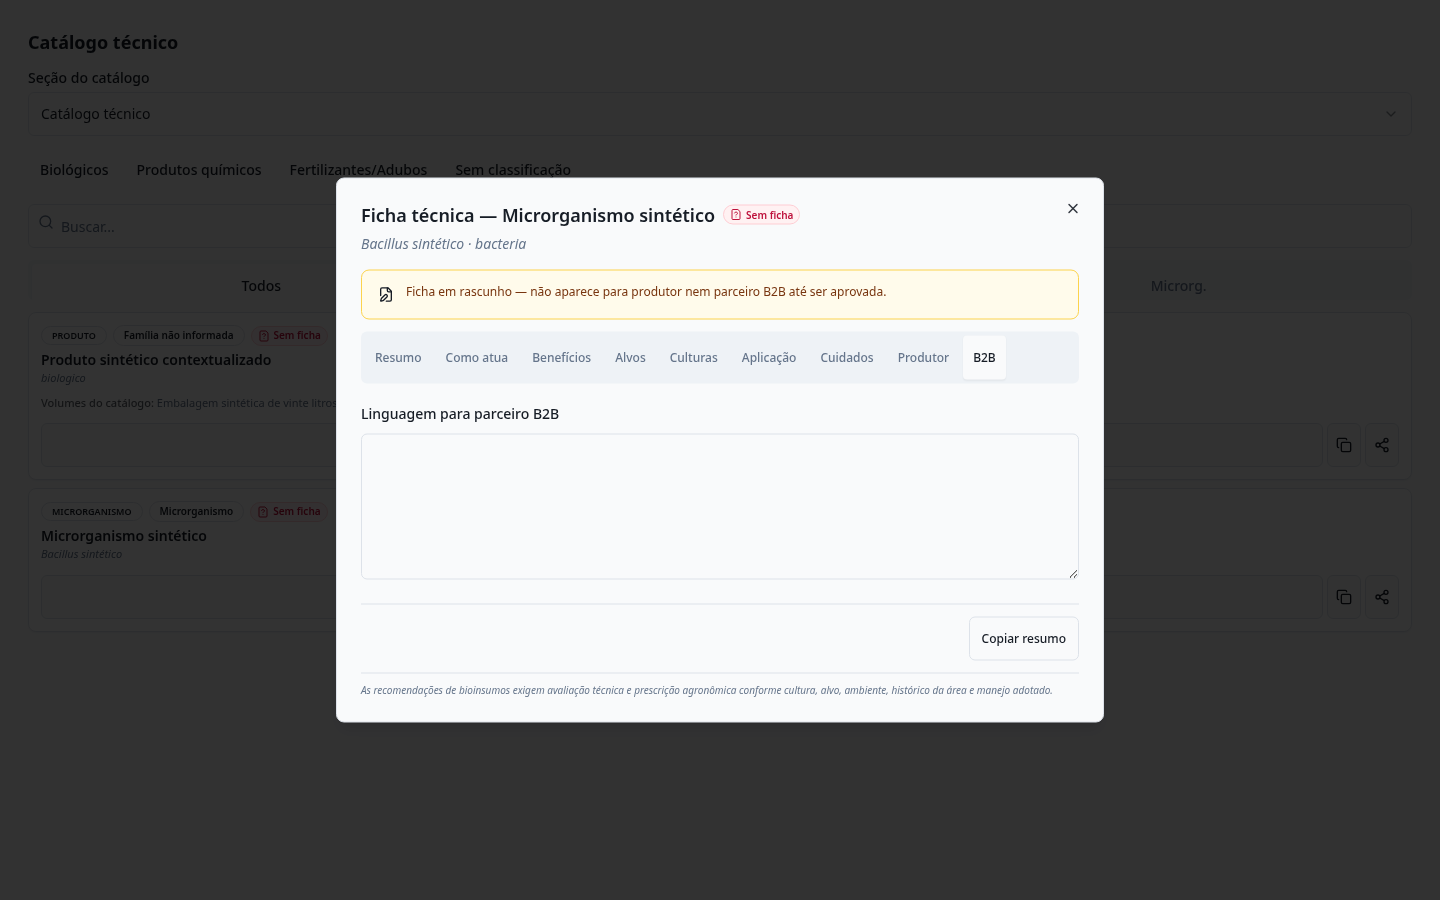 Catálogo técnico
Seção do catálogo
Catálogo técnico
Biológicos Produtos químicos Fertilizantes/Adubos Sem classificação
Buscar...
Todos Microrg.
PRODUTO Família não informada Sem ficha
Produto sintético contextualizado
biologico
Volumes do catálogo: Embalagem sintética de vinte litros
MICRORGANISMO Microrganismo Sem ficha
Microrganismo sintético
Bacillus sintético
Ficha técnica — Microrganismo sintético Sem ficha
Bacillus sintético · bacteria
Ficha em rascunho — não aparece para produtor nem parceiro B2B até ser aprovada.
Resumo Como atua Benefícios Alvos Culturas Aplicação Cuidados Produtor B2B
Linguagem para parceiro B2B
Copiar resumo
As recomendações de bioinsumos exigem avaliação técnica e prescrição agronômica conforme cultura, alvo, ambiente, histórico da área e manejo adotado.